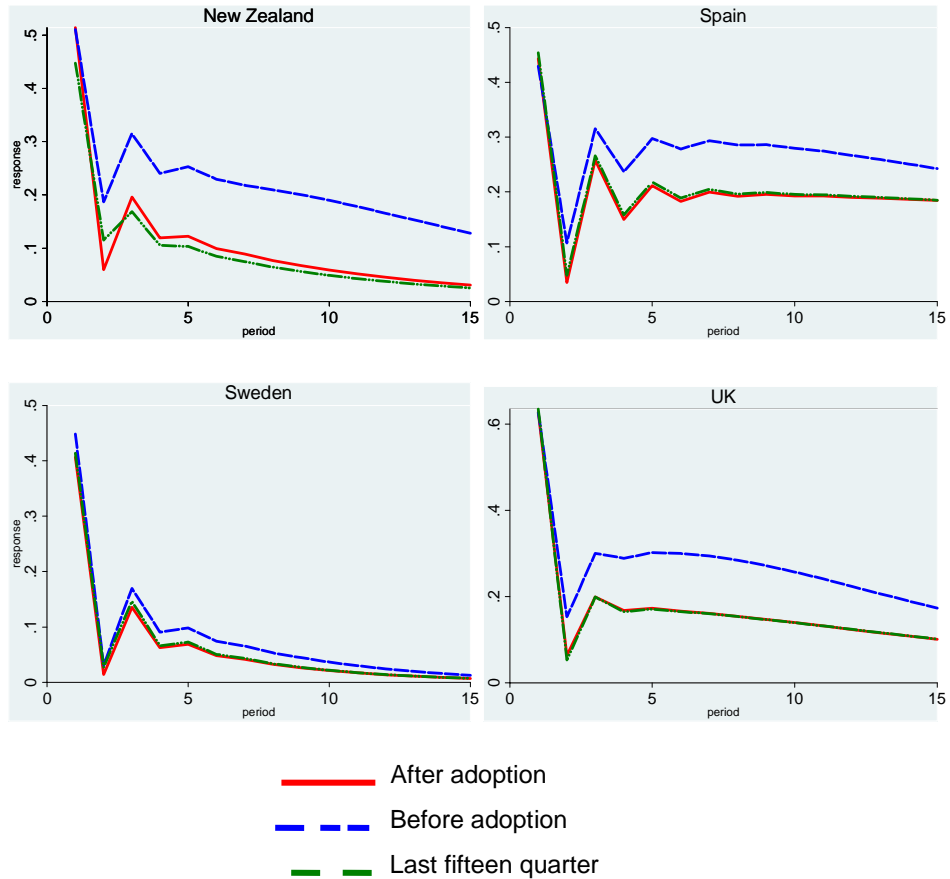 New Zealand
.5
.4
.3
.2
.1
0
response
0 5 10 15
period
Spain
.5
.4
.3
.2
.1
0
0 5 10 15
period
Sweden
.5
.4
.3
.2
.1
0
response
0 5 10 15
period
UK
.6
.4
.2
0
0 5 10 15
period
After adoption
Before adoption
Last fifteen quarter